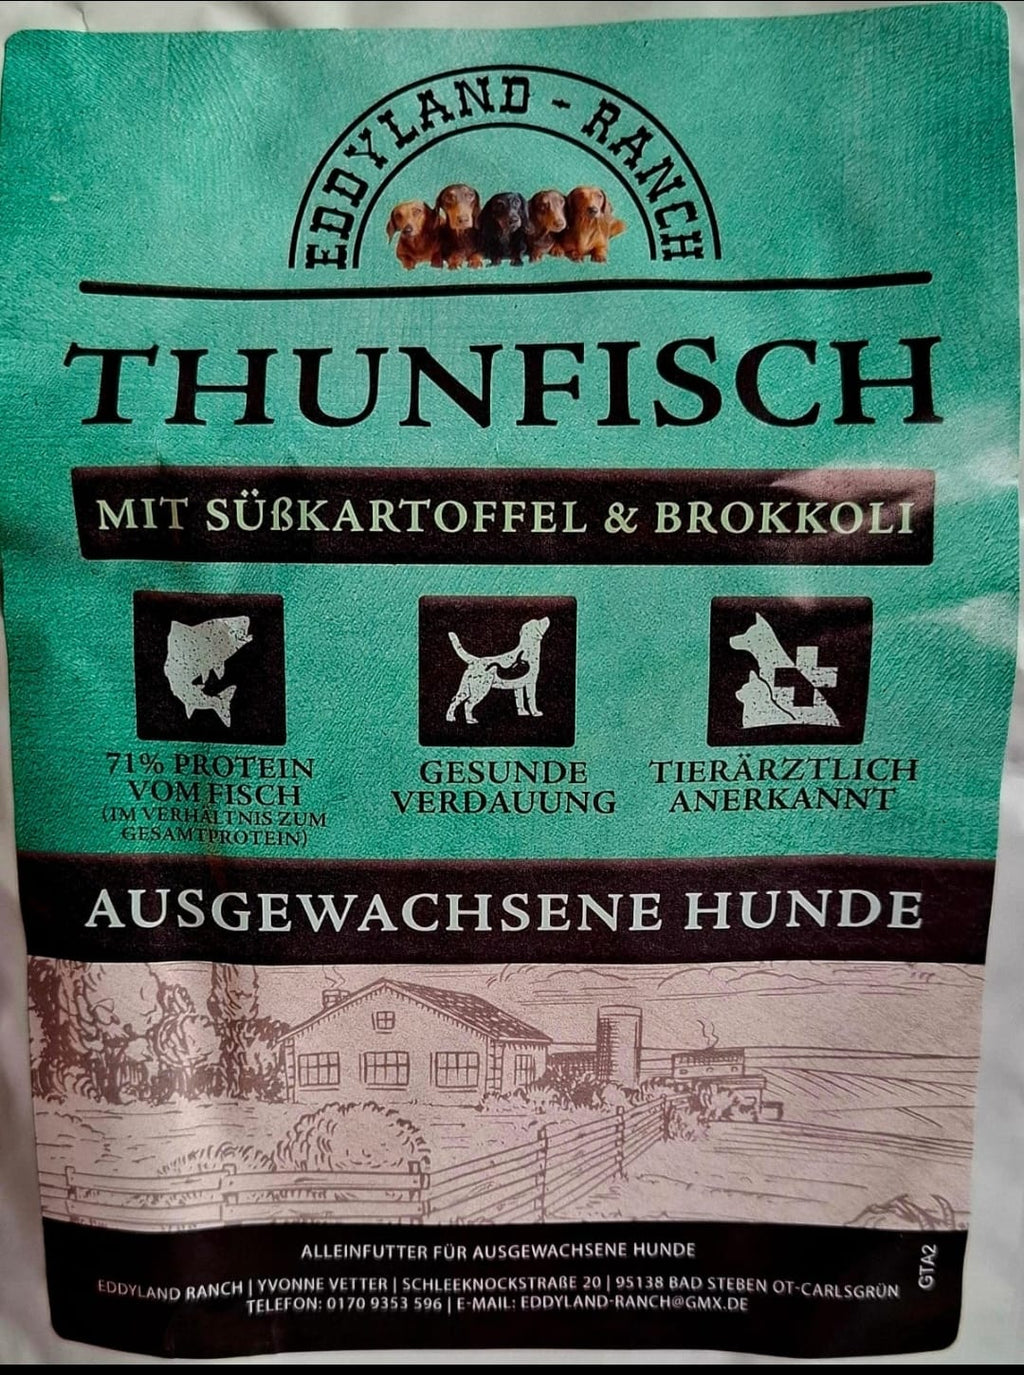 EDDYLAND - RANCH
THUNFISCH
MIT SÜßKARTOFFEL & BROKKOLI
71% PROTEIN
VOM FISCH
(IM VERHÄLTNIS ZUM
GESAMTPROTEIN)
GESUNDE
VERDAUUNG
TIERÄRZTLICH
ANERKANNT
AUSGEWACHSENE HUNDE
ALLEINFUTTER FÜR AUSGEWACHSENE HUNDE
EDDYLAND RANCH | YVONNE VETTER | SCHLEEKNOCKSTRAßE 20 | 95138 BAD STEBEN OT-CARLSGRÜN
TELEFON: 0170 9353 596 | E-MAIL: EDDYLAND-RANCH@GMX.DE
GTA2